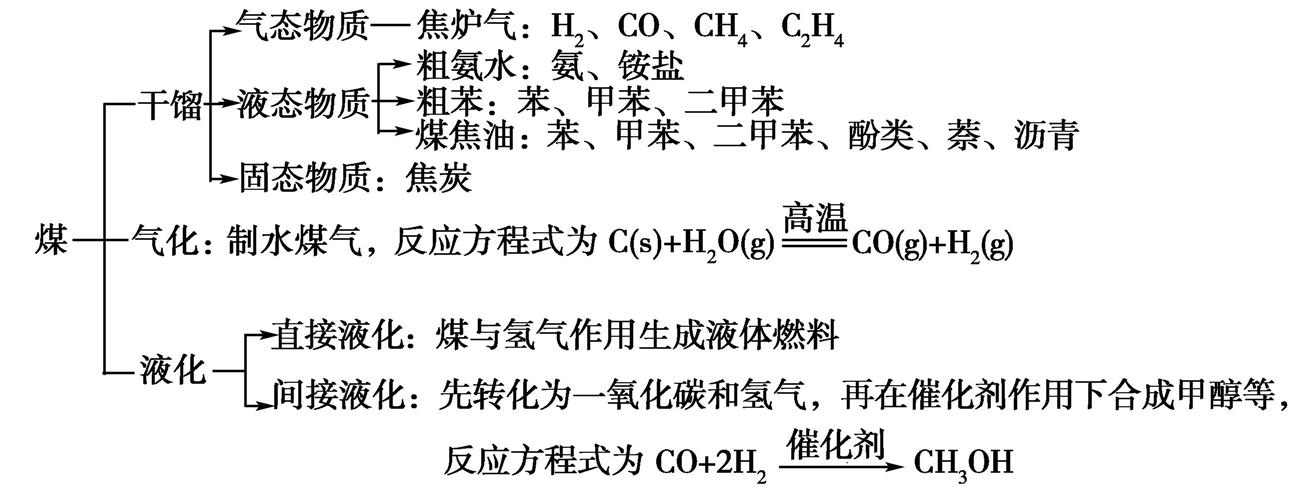 气态物质—焦炉气：H₂、CO、CH₄、C₂H₄
粗氨水：氨、铵盐
干馏 液态物质 粗苯：苯、甲苯、二甲苯
煤焦油：苯、甲苯、二甲苯、酚类、萘、沥青
固态物质：焦炭
煤 气化：制水煤气，反应方程式为 C(s)+H₂O(g) 高温 CO(g)+H₂(g)
直接液化：煤与氢气作用生成液体燃料
液化
间接液化：先转化为一氧化碳和氢气，再在催化剂作用下合成甲醇等，
反应方程式为 CO+2H₂ 催化剂→ CH₃OH